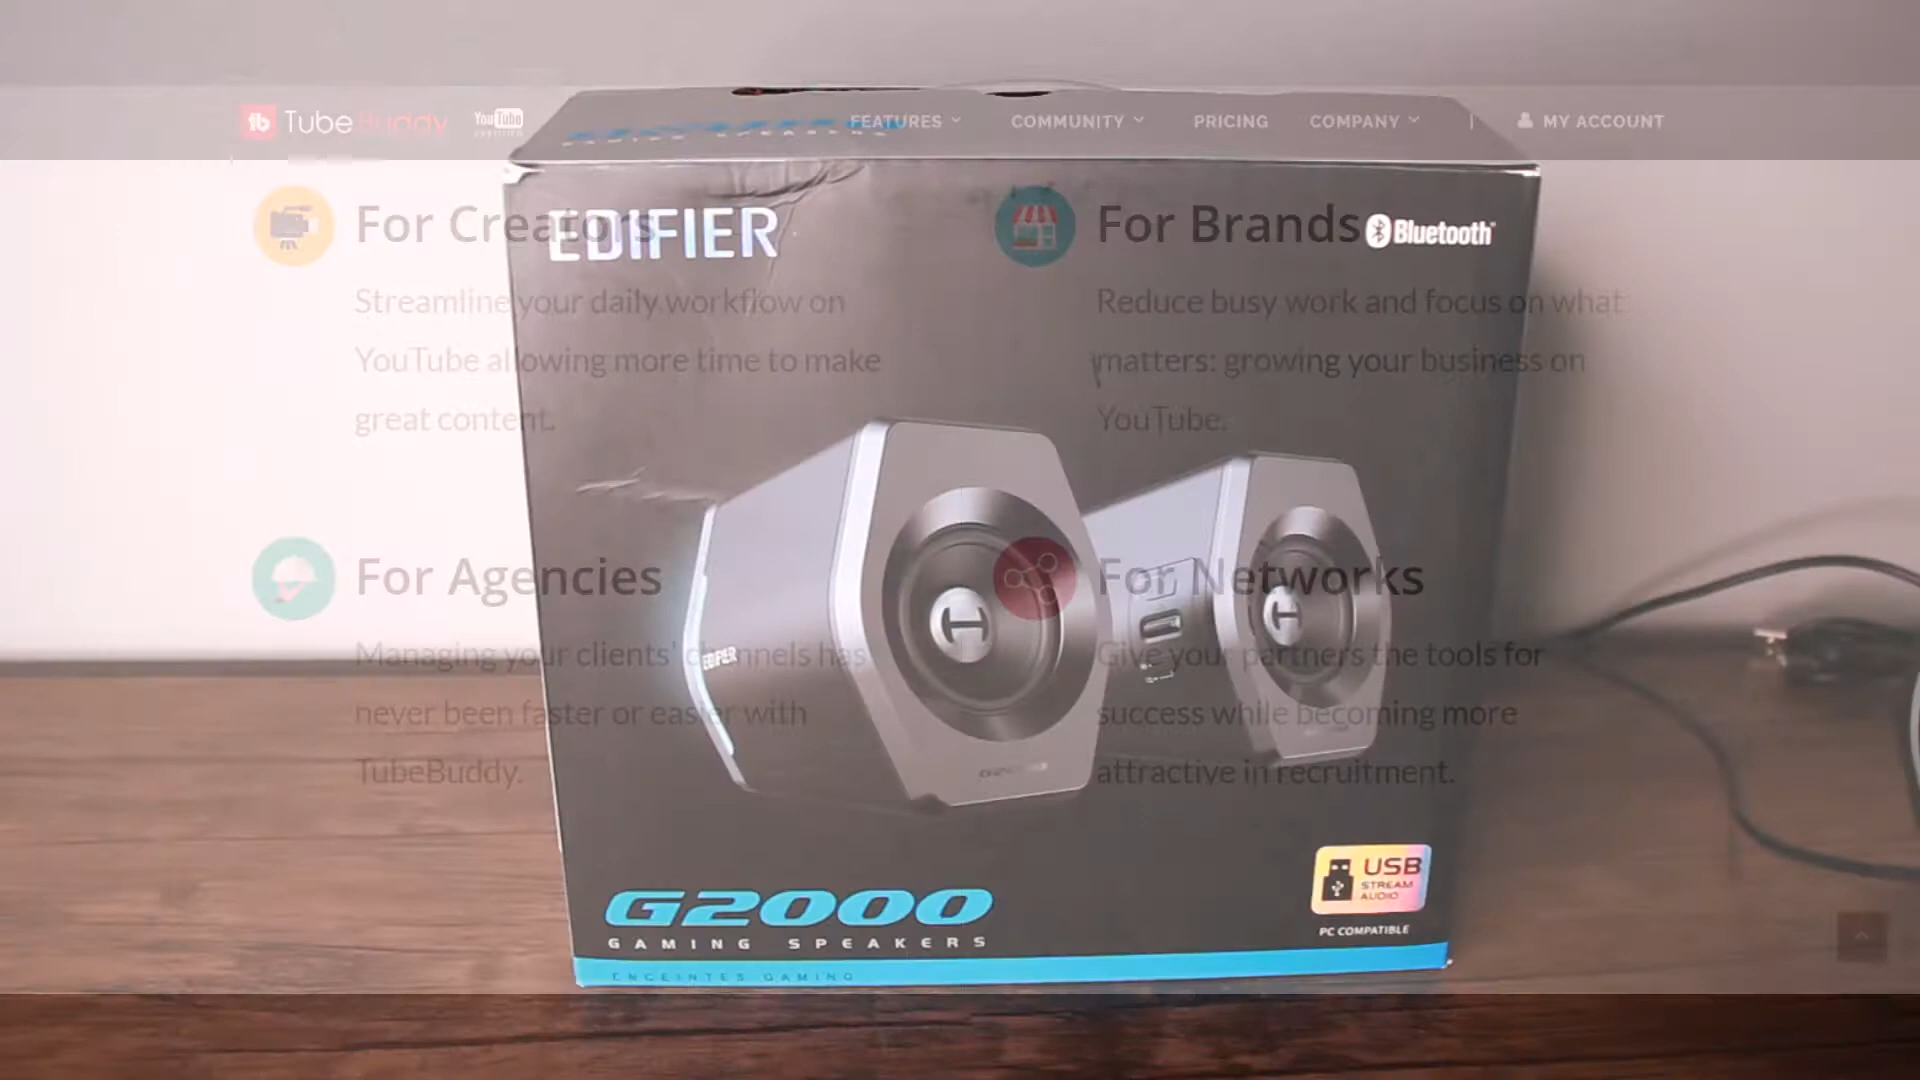 TubeBuddy
YouTube
CERTIFIED
FEATURES
COMMUNITY
PRICING
COMPANY
MY ACCOUNT
EDIFIER
Bluetooth
For Creators
Streamline your daily workflow on
YouTube allowing more time to make
great content.
For Brands
Reduce busy work and focus on what
matters: growing your business on
YouTube.
For Agencies
Managing your clients' channels has
never been faster or easier with
TubeBuddy.
For Networks
Give your partners the tools for
success while becoming more
attractive in recruitment.
EDIFIER
G2000
G2000
GAMING SPEAKERS
ENCEINTES GAMING
USB
STREAM
AUDIO
PC COMPATIBLE